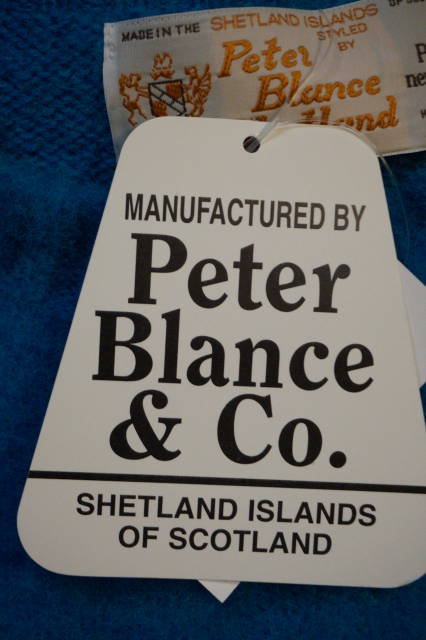 MADE IN THE SHETLAND ISLANDS
STYLED
BY
Peter
Blance
MANUFACTURED BY
Peter
Blance
& Co.
SHETLAND ISLANDS
OF SCOTLAND